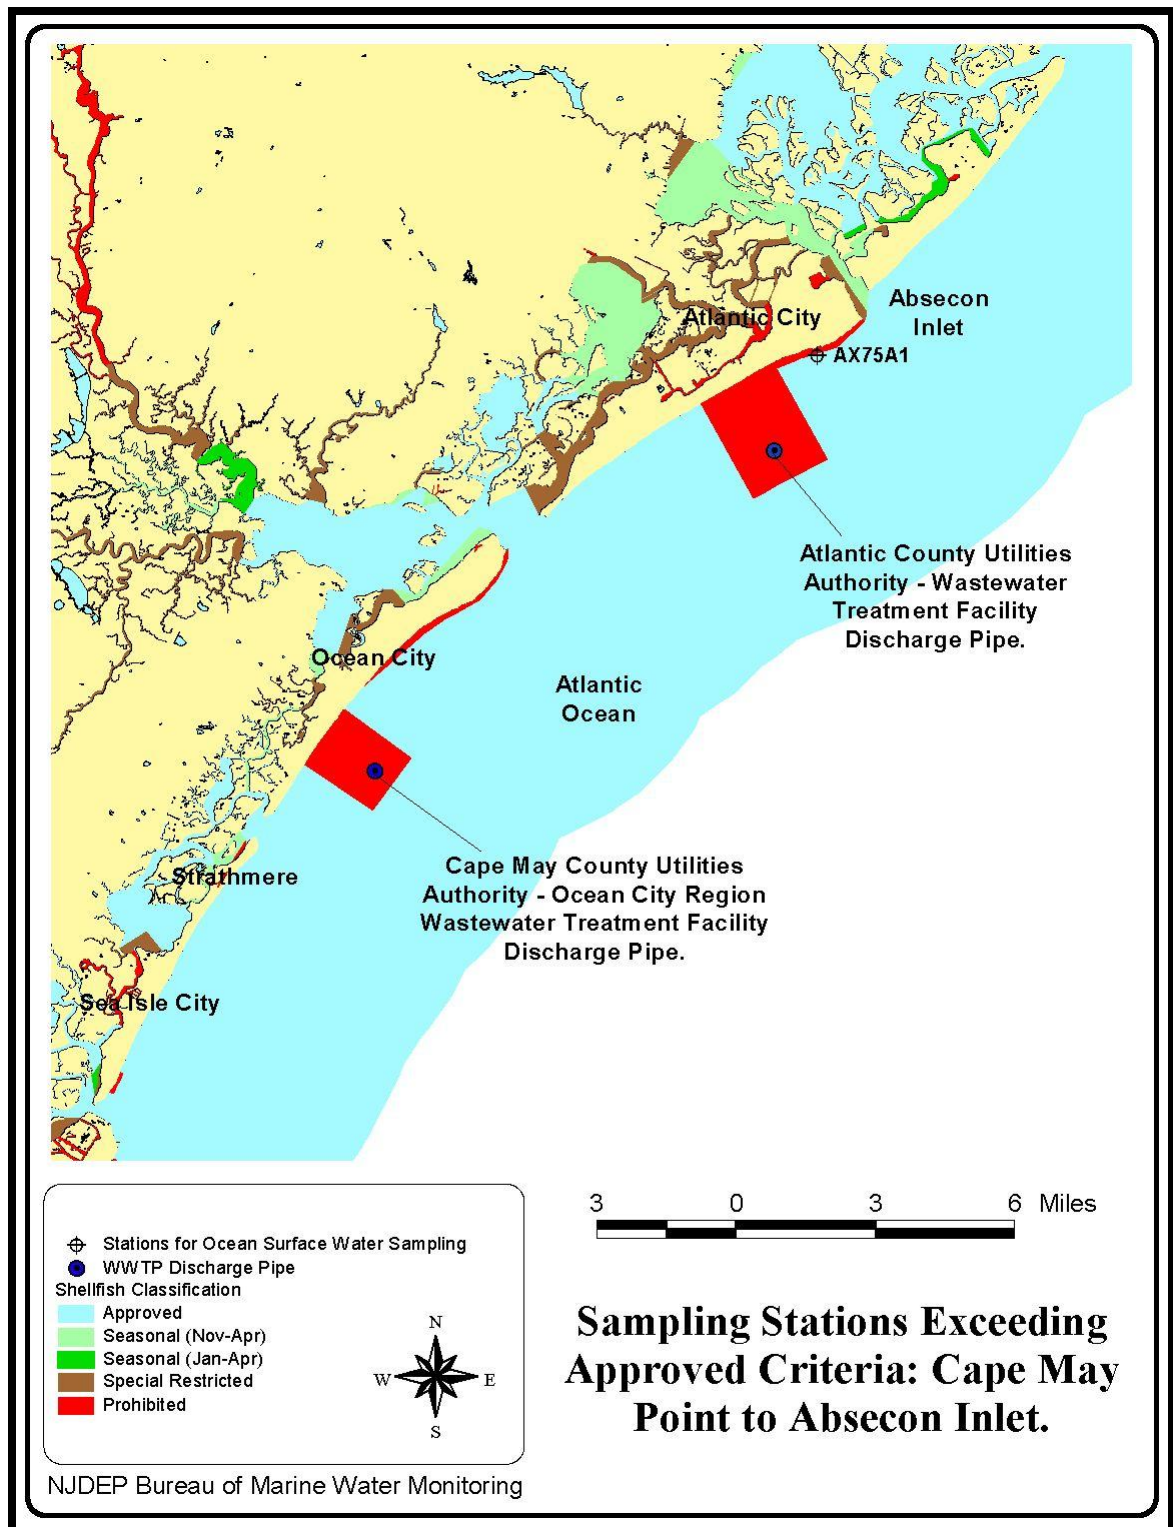 Absecon
Inlet
Atlantic City
AX75A1
Atlantic County Utilities
Authority - Wastewater
Treatment Facility
Discharge Pipe.
Ocean City
Atlantic
Ocean
Cape May County Utilities
Authority - Ocean City Region
Wastewater Treatment Facility
Discharge Pipe.
Strathmere
Sea Isle City
3 0 3 6 Miles
Stations for Ocean Surface Water Sampling
WWTP Discharge Pipe
Shellfish Classification
Approved
Seasonal (Nov-Apr)
Seasonal (Jan-Apr)
Special Restricted
Prohibited
N
W E
S
Sampling Stations Exceeding
Approved Criteria: Cape May
Point to Absecon Inlet.
NJDEP Bureau of Marine Water Monitoring